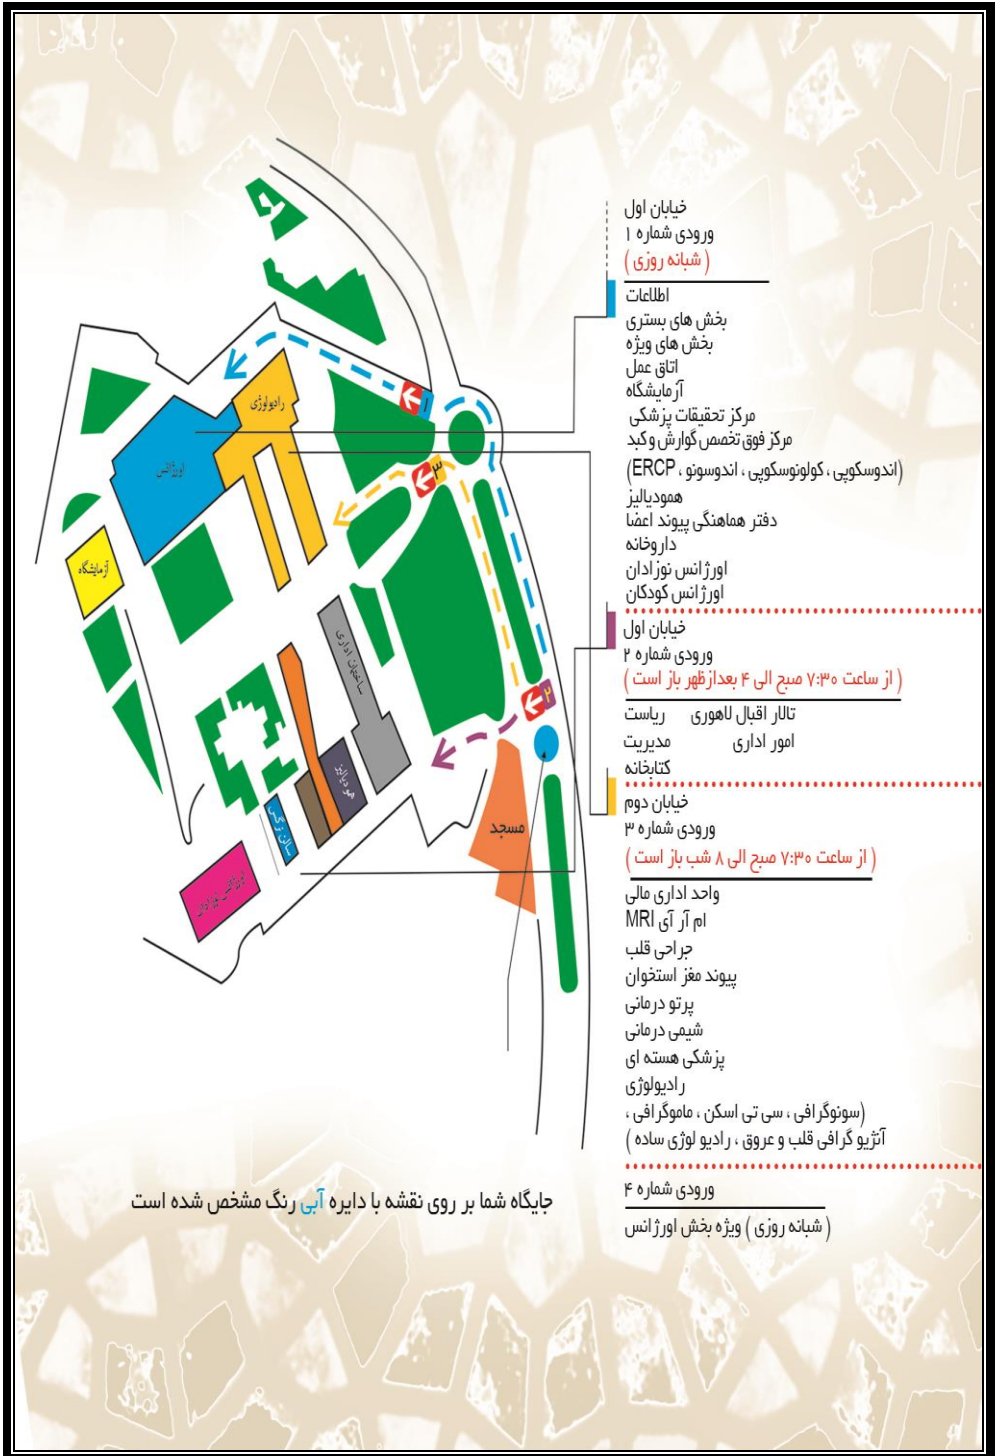 خیابان اول
ورودی شماره ۱
( شبانه روزی )
اطلاعات
بخش های بستری
بخش های ویژه
اتاق عمل
آزمایشگاه
مرکز تحقیقات پزشکی
مرکز فوق تخصص گوارش و کبد
(اندوسکوپی ، کولونوسکوپی ، اندوسونو ، ERCP)
همودیالیز
دفتر هماهنگی پیوند اعضا
داروخانه
اورژانس نوزادان
اورژانس کودکان
خیابان اول
ورودی شماره ۲
( از ساعت ۷:۳۰ صبح الی ۴ بعدازظهر باز است )
تالار اقبال لاهوری ریاست
امور اداری مدیریت
کتابخانه
خیابان دوم
ورودی شماره ۳
( از ساعت ۷:۳۰ صبح الی ۸ شب باز است )
واحد اداری مالی
ام آر آی MRI
جراحی قلب
پیوند مغز استخوان
پرتو درمانی
شیمی درمانی
پزشکی هسته ای
رادیولوژی
(سونوگرافی ، سی تی اسکن ، ماموگرافی ،
آنژیو گرافی قلب و عروق ، رادیو لوژی ساده )
ورودی شماره ۴
( شبانه روزی ) ویژه بخش اورژانس
رادیولوژی
۱
اورژانس
۳
آزمایشگاه
ساختمان اداری
۲
همودیالیز
سالن نرگس
مسجد
اورژانس نوزادان
جایگاه شما بر روی نقشه با دایره آبی رنگ مشخص شده است